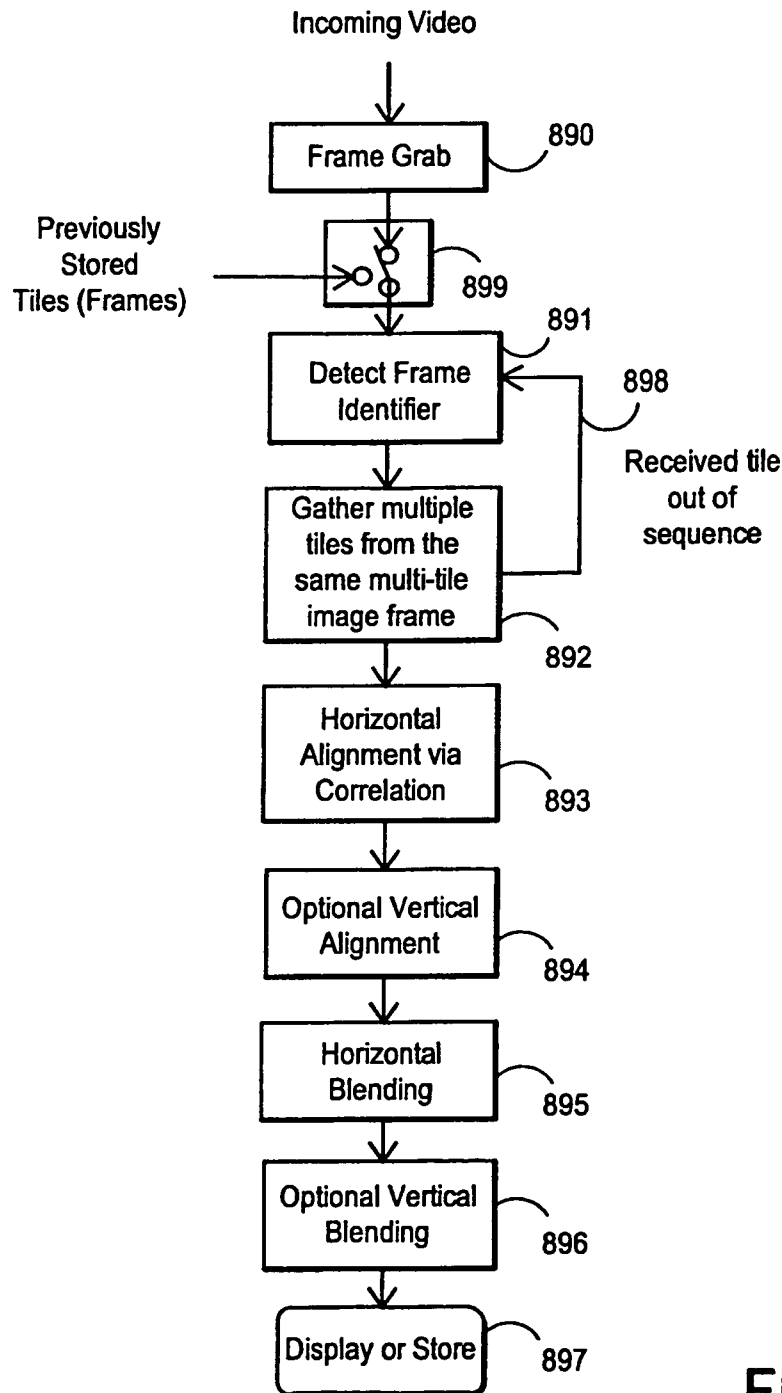 Incoming Video
Frame Grab
890
Previously
Stored
Tiles (Frames)
899
891
Detect Frame
Identifier
898
Received tile
out of
sequence
Gather multiple
tiles from the
same multi-tile
image frame
892
Horizontal
Alignment via
Correlation
893
Optional Vertical
Alignment
894
Horizontal
Blending
895
Optional Vertical
Blending
896
Display or Store
897